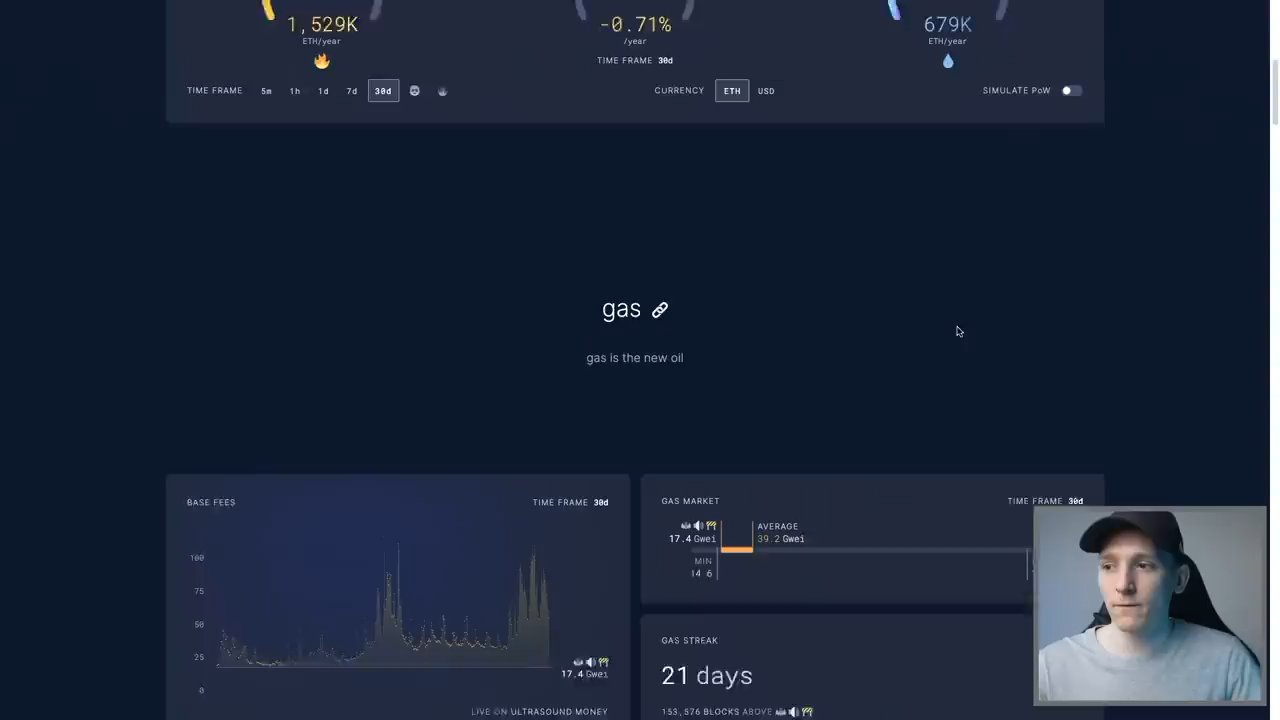 1,529K
ETH/year
-0.71%
/year
679K
ETH/year
TIME FRAME 30d
TIME FRAME 5m 1h 1d 7d 30d
CURRENCY ETH USD
SIMULATE PoW
gas
gas is the new oil
BASE FEES
TIME FRAME 30d
100
75
50
25
0
17.4 Gwei
LIVE ON ULTRASOUND MONEY
GAS MARKET
TIME FRAME 30d
17.4 Gwei
AVERAGE
39.2 Gwei
MIN
GAS STREAK
21 days
153,576 BLOCKS ABOVE